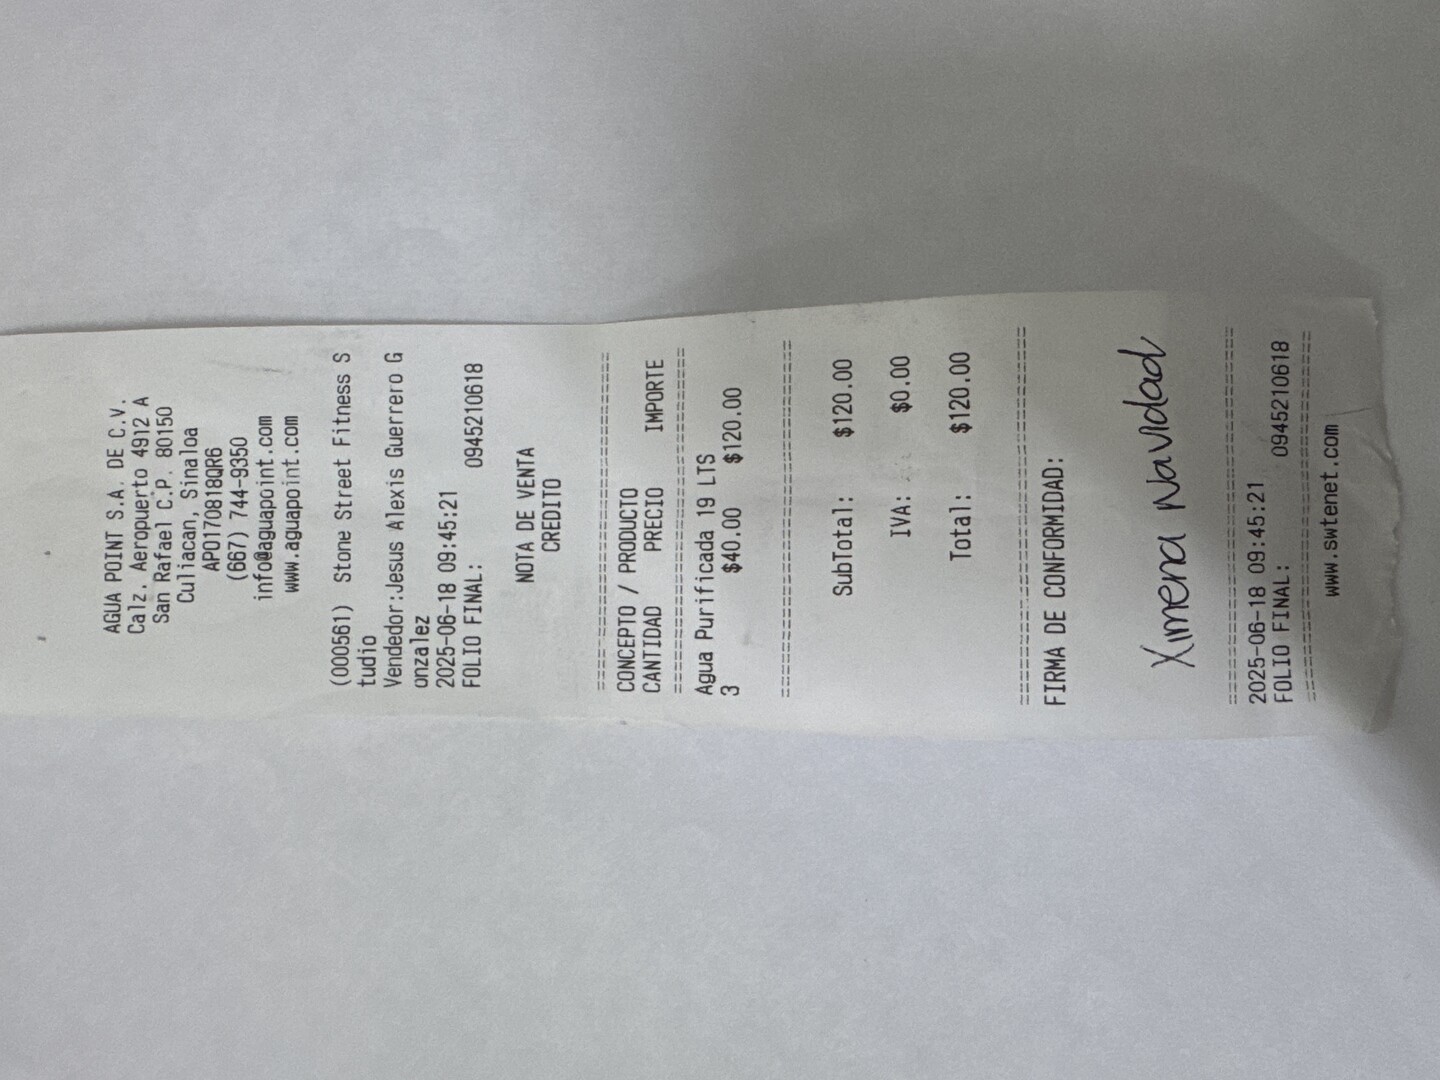 AGUA POINT S.A. DE C.V.
Calz. Aeropuerto 4912 A
San Rafael C.P. 80150
Culiacan, Sinaloa
APO170818QR6
(667) 744-9350
info@aguapoint.com
www.aguapoint.com
(000561) Stone Street Fitness S
tudio
Vendedor:Jesus Alexis Guerrero G
onzalez
2025-06-18 09:45:21
FOLIO FINAL: 0945210618
NOTA DE VENTA
CREDITO
CONCEPTO / PRODUCTO
CANTIDAD PRECIO IMPORTE
Agua Purificada 19 LTS
3 $40.00 $120.00
SubTotal: $120.00
IVA: $0.00
Total: $120.00
FIRMA DE CONFORMIDAD:
Ximena Navidad
2025-06-18 09:45:21
FOLIO FINAL: 0945210618
www.swtenet.com